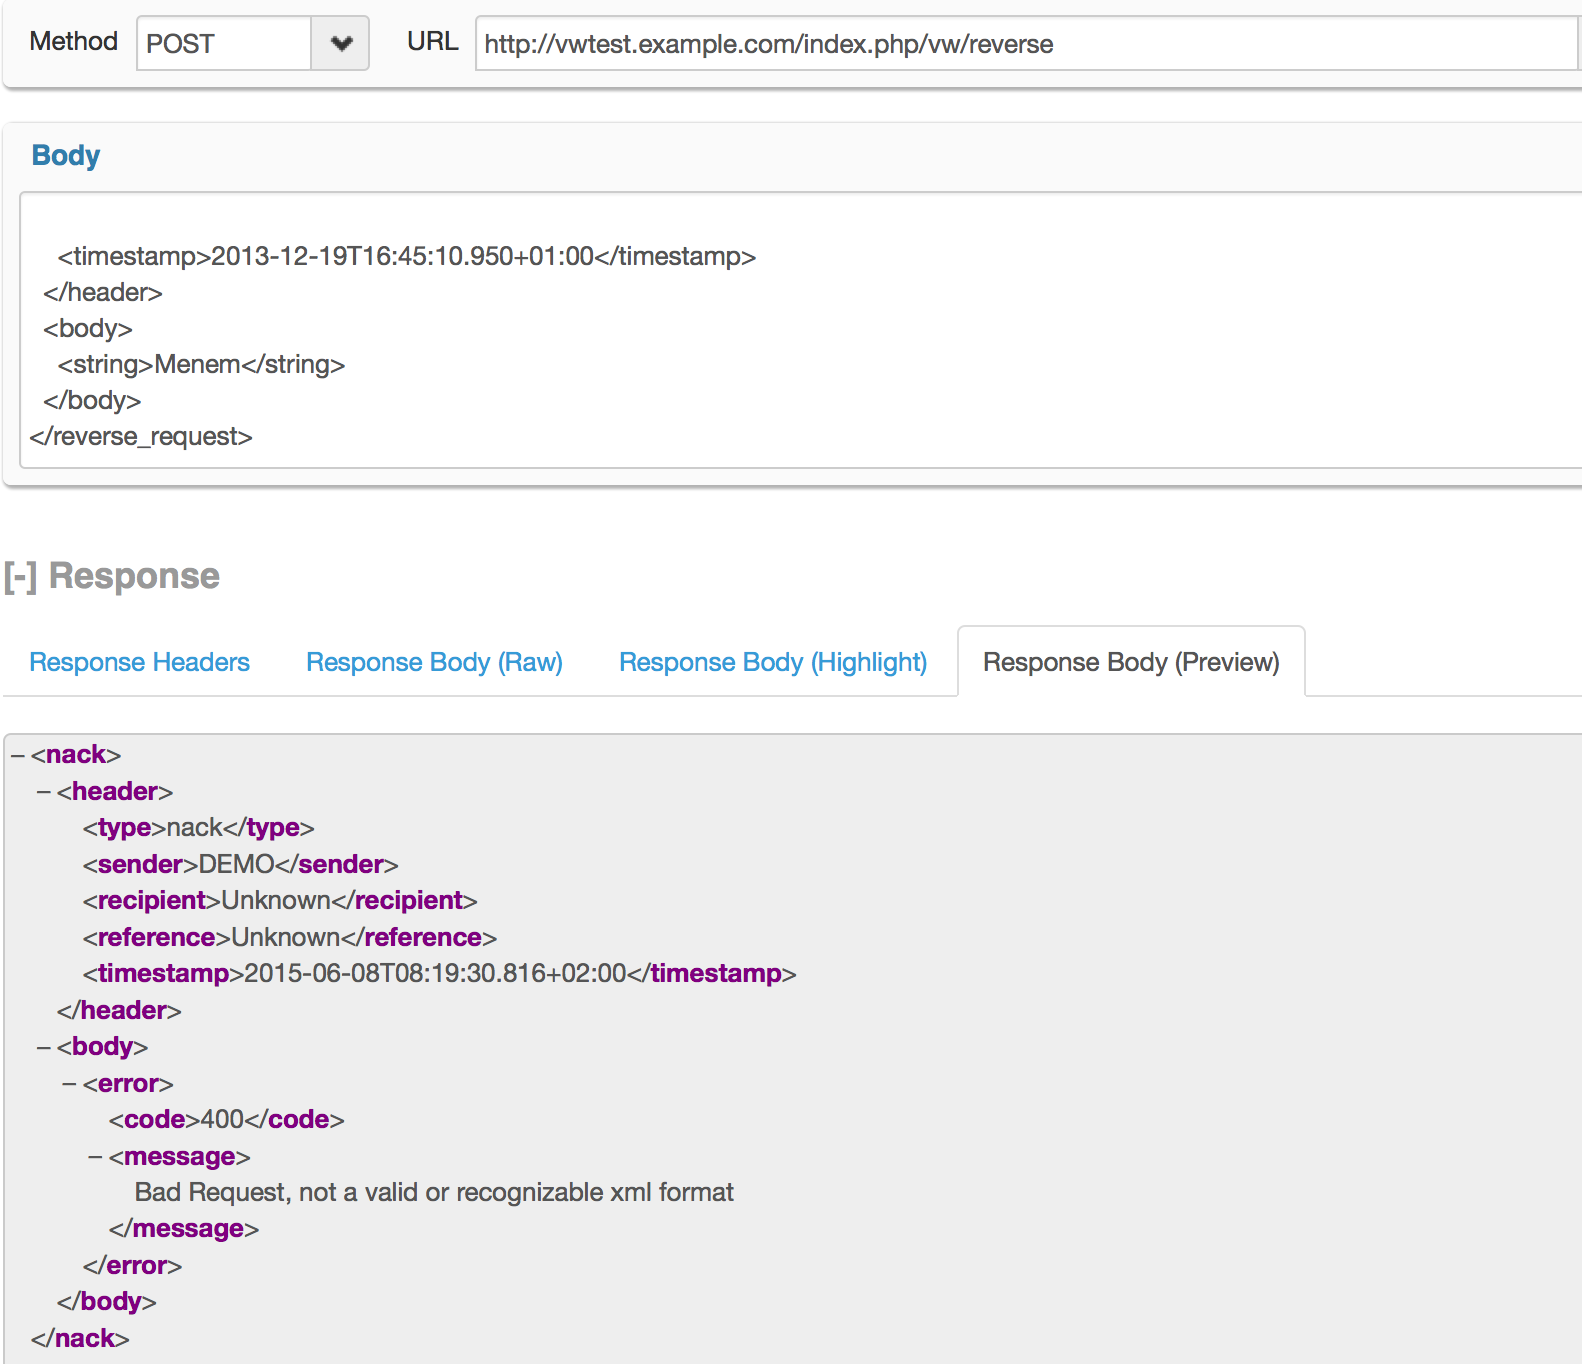 Method POST URL http://vwtest.example.com/index.php/vw/reverse
Body
<timestamp>2013-12-19T16:45:10.950+01:00</timestamp>
</header>
<body>
<string>Menem</string>
</body>
</reverse_request>
[-] Response
Response Headers Response Body (Raw) Response Body (Highlight) Response Body (Preview)
– <nack>
– <header>
<type>nack</type>
<sender>DEMO</sender>
<recipient>Unknown</recipient>
<reference>Unknown</reference>
<timestamp>2015-06-08T08:19:30.816+02:00</timestamp>
</header>
– <body>
– <error>
<code>400</code>
– <message>
Bad Request, not a valid or recognizable xml format
</message>
</error>
</body>
</nack>